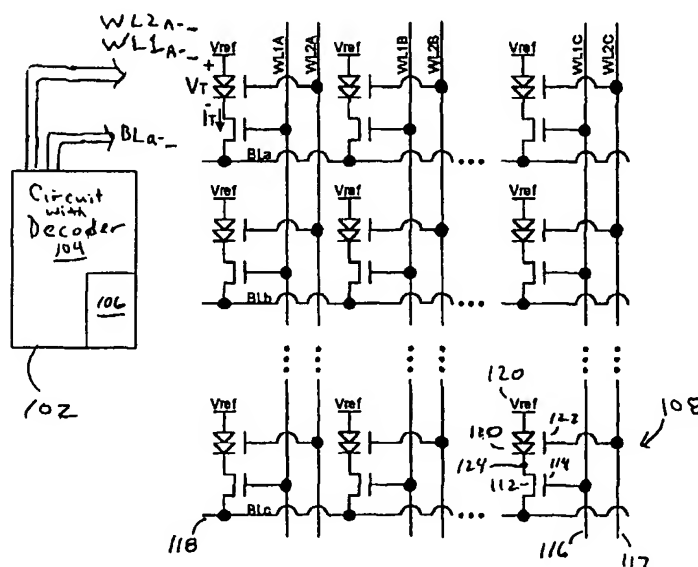 WL2A-_
WL1A-_
Vref Vref Vref
WL1A WL2A WL1B WL2B WL1C WL2C
+
VT
-
IT
BLa-_
BLa
Circuit
with
Decoder
104
106
102
Vref Vref Vref
BLb
120
Vref Vref Vref
122
108
124
112 114
118 BLc
116
117